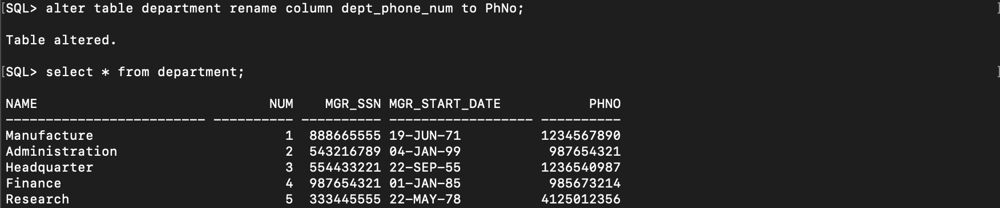 [SQL> alter table department rename column dept_phone_num to PhNo; ]
Table altered.
[SQL> select * from department; ]
NAME NUM MGR_SSN MGR_START_DATE PHNO
------------------------- ---------- ---------- ------------------ ----------
Manufacture 1 888665555 19-JUN-71 1234567890
Administration 2 543216789 04-JAN-99 987654321
Headquarter 3 554433221 22-SEP-55 1236540987
Finance 4 987654321 01-JAN-85 985673214
Research 5 333445555 22-MAY-78 4125012356